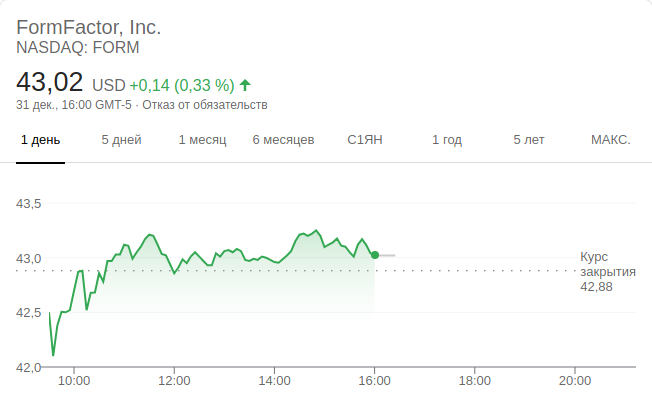 FormFactor, Inc.
NASDAQ: FORM
43,02 USD +0,14 (0,33 %)
31 дек., 16:00 GMT-5 · Отказ от обязательств
1 день 5 дней 1 месяц 6 месяцев С1ЯН 1 год 5 лет МАКС.
43,5
43,0
42,5
42,0
Курс
закрытия
42,88
10:00 12:00 14:00 16:00 18:00 20:00